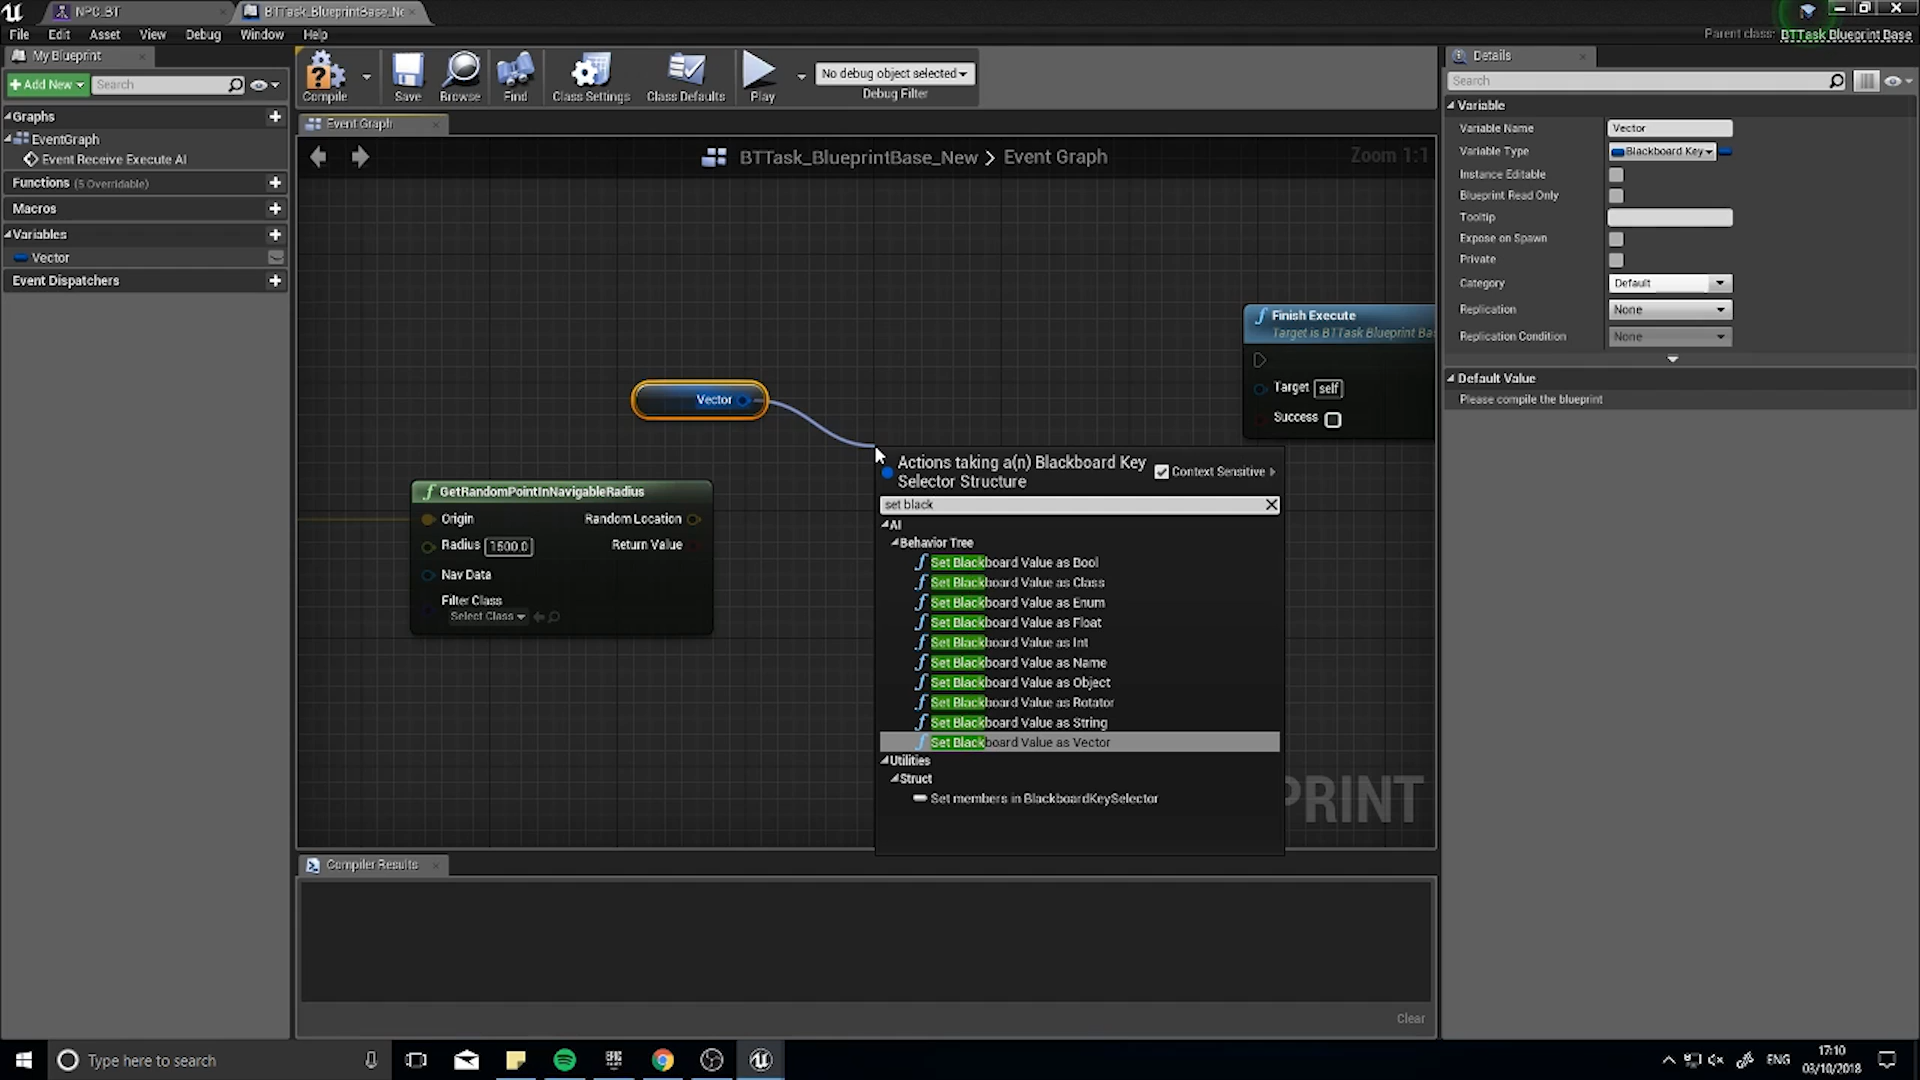 NPC_BT
BTTask_BlueprintBase_Ne
File Edit Asset View Debug Window Help
Parent class: BTTask Blueprint Base
My Blueprint
Add New
Search
Compile
Save
Browse
Find
Class Settings
Class Defaults
Play
No debug object selected
Debug Filter
Graphs
EventGraph
Event Receive Execute AI
Functions (5 Overridable)
Macros
Variables
Vector
Event Dispatchers
Event Graph
BTTask_BlueprintBase_New > Event Graph
Zoom 1:1
Finish Execute
Target is BTTask Blueprint Bas
Target self
Success
Vector
GetRandomPointInNavigableRadius
Origin
Random Location
Radius 1500.0
Return Value
Nav Data
Filter Class
Select Class
Actions taking a(n) Blackboard Key
Selector Structure
Context Sensitive
set black
AI
Behavior Tree
Set Blackboard Value as Bool
Set Blackboard Value as Class
Set Blackboard Value as Enum
Set Blackboard Value as Float
Set Blackboard Value as Int
Set Blackboard Value as Name
Set Blackboard Value as Object
Set Blackboard Value as Rotator
Set Blackboard Value as String
Set Blackboard Value as Vector
Utilities
Struct
Set members in BlackboardKeySelector
PRINT
Compiler Results
Clear
Details
Search
Variable
Variable Name Vector
Variable Type Blackboard Key
Instance Editable
Blueprint Read Only
Tooltip
Expose on Spawn
Private
Category Default
Replication None
Replication Condition None
Default Value
Please compile the blueprint
Type here to search
ENG
17:10
03/10/2018